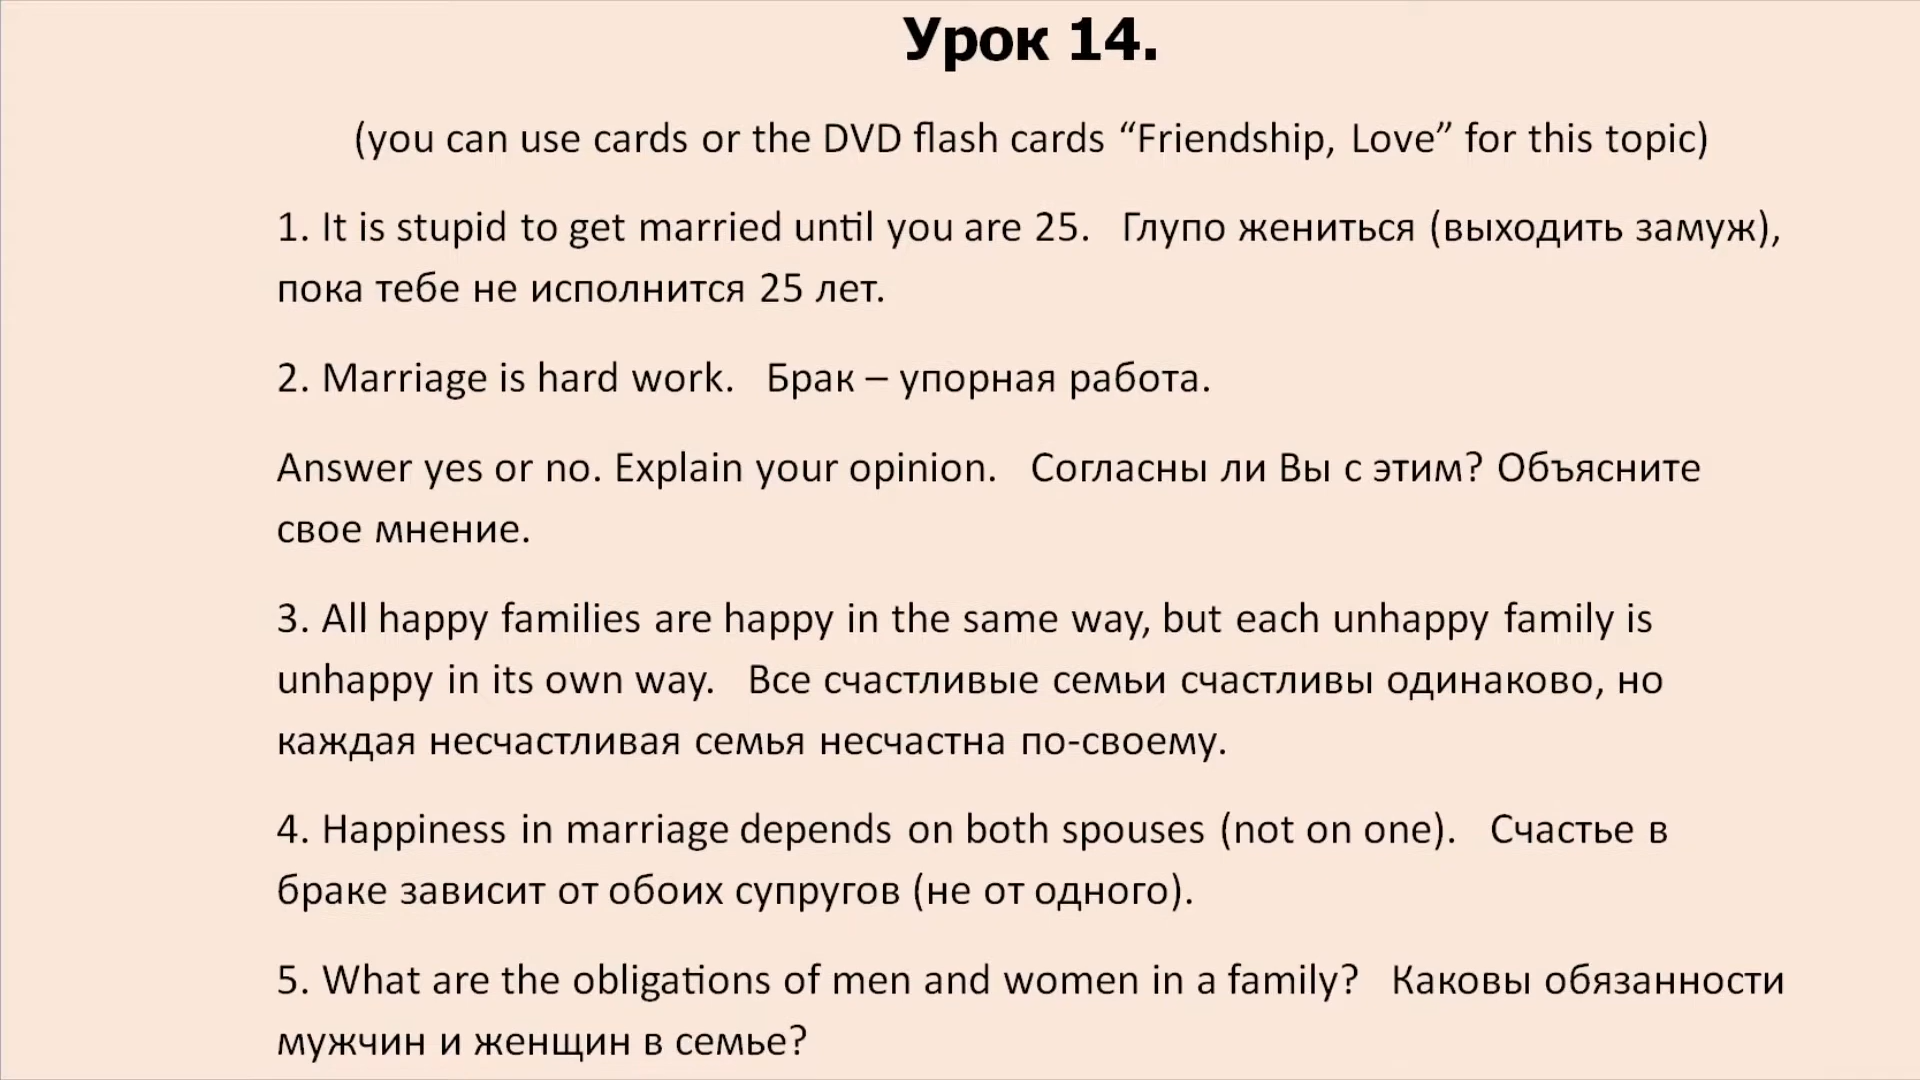 Урок 14.
(you can use cards or the DVD flash cards “Friendship, Love” for this topic)
1. It is stupid to get married until you are 25. Глупо жениться (выходить замуж),
пока тебе не исполнится 25 лет.
2. Marriage is hard work. Брак – упорная работа.
Answer yes or no. Explain your opinion. Согласны ли Вы с этим? Объясните
свое мнение.
3. All happy families are happy in the same way, but each unhappy family is
unhappy in its own way. Все счастливые семьи счастливы одинаково, но
каждая несчастливая семья несчастна по-своему.
4. Happiness in marriage depends on both spouses (not on one). Счастье в
браке зависит от обоих супругов (не от одного).
5. What are the obligations of men and women in a family? Каковы обязанности
мужчин и женщин в семье?